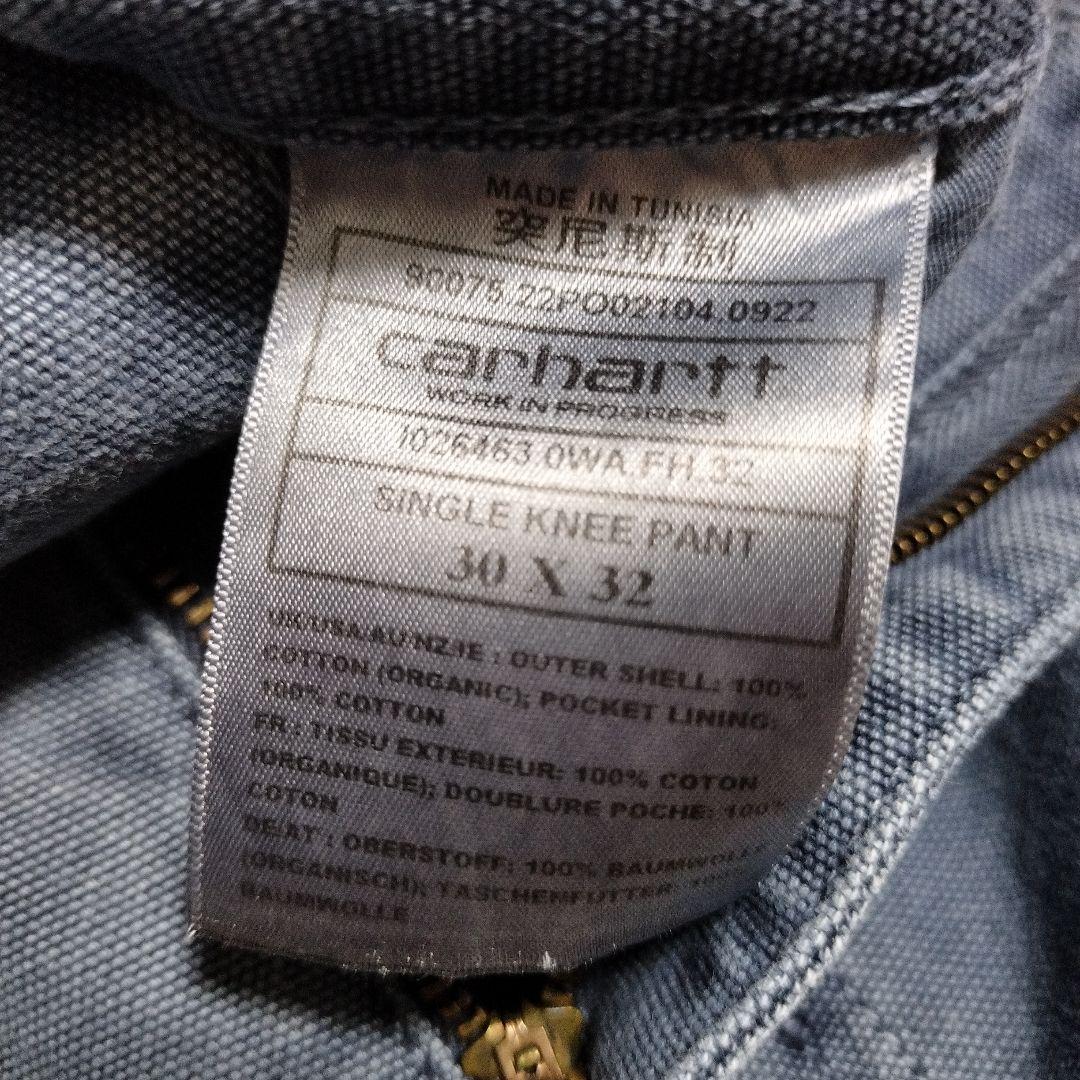 MADE IN TUNISIA
突尼斯制
90075.22PO02104.0922
carhartt
WORK IN PROGRESS
1026463.0WA.FH.32
SINGLE KNEE PANT
30 X 32
UK/USA/AU/NZ/IE : OUTER SHELL: 100%
COTTON (ORGANIC); POCKET LINING:
100% COTTON
FR : TISSU EXTERIEUR: 100% COTON
(ORGANIQUE); DOUBLURE POCHE: 100%
COTON
DE/AT : OBERSTOFF: 100% BAUMWOLLE
(ORGANISCH); TASCHENFUTTER:
BAUMWOLLE